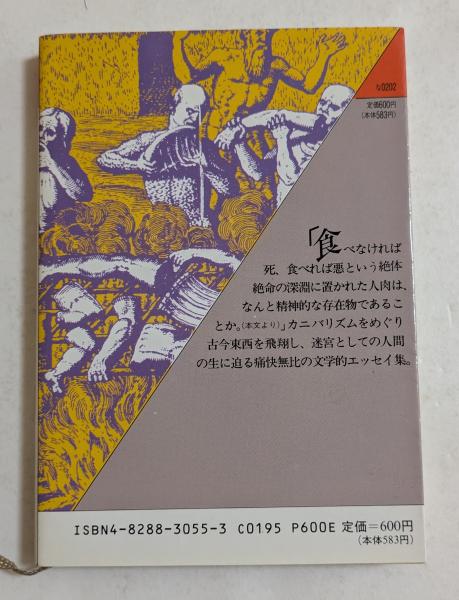 な0202
定価600円
(本体583円)
「食べなければ
死、食べれば悪という絶体
絶命の深淵に置かれた人肉は、
なんと精神的な存在物であるこ
とか。(本文より)」カニバリズムをめぐり
古今東西を飛翔し、迷宮としての人間
の生に迫る痛快無比の文学的エッセイ集。
ISBN4-8288-3055-3 C0195 P600E 定価=600円
(本体583円)